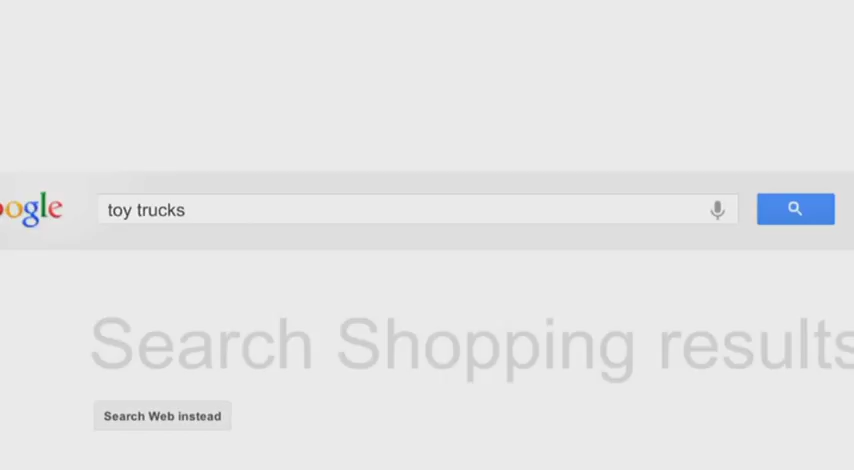 oogle
toy trucks
Search Shopping results
Search Web instead